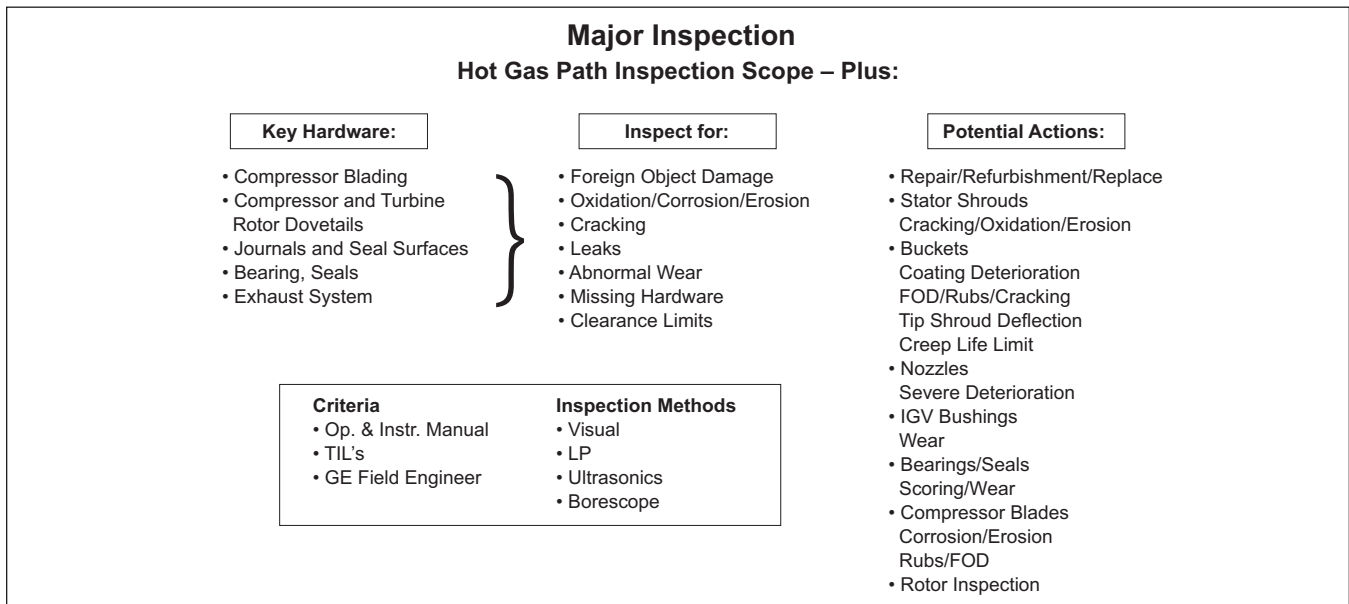 Major Inspection
Hot Gas Path Inspection Scope – Plus:
Key Hardware:
• Compressor Blading
• Compressor and Turbine
Rotor Dovetails
• Journals and Seal Surfaces
• Bearing, Seals
• Exhaust System
Inspect for:
• Foreign Object Damage
• Oxidation/Corrosion/Erosion
• Cracking
• Leaks
• Abnormal Wear
• Missing Hardware
• Clearance Limits
Potential Actions:
• Repair/Refurbishment/Replace
• Stator Shrouds
Cracking/Oxidation/Erosion
• Buckets
Coating Deterioration
FOD/Rubs/Cracking
Tip Shroud Deflection
Creep Life Limit
• Nozzles
Severe Deterioration
• IGV Bushings
Wear
• Bearings/Seals
Scoring/Wear
• Compressor Blades
Corrosion/Erosion
Rubs/FOD
• Rotor Inspection
Criteria
• Op. & Instr. Manual
• TIL's
• GE Field Engineer
Inspection Methods
• Visual
• LP
• Ultrasonics
• Borescope